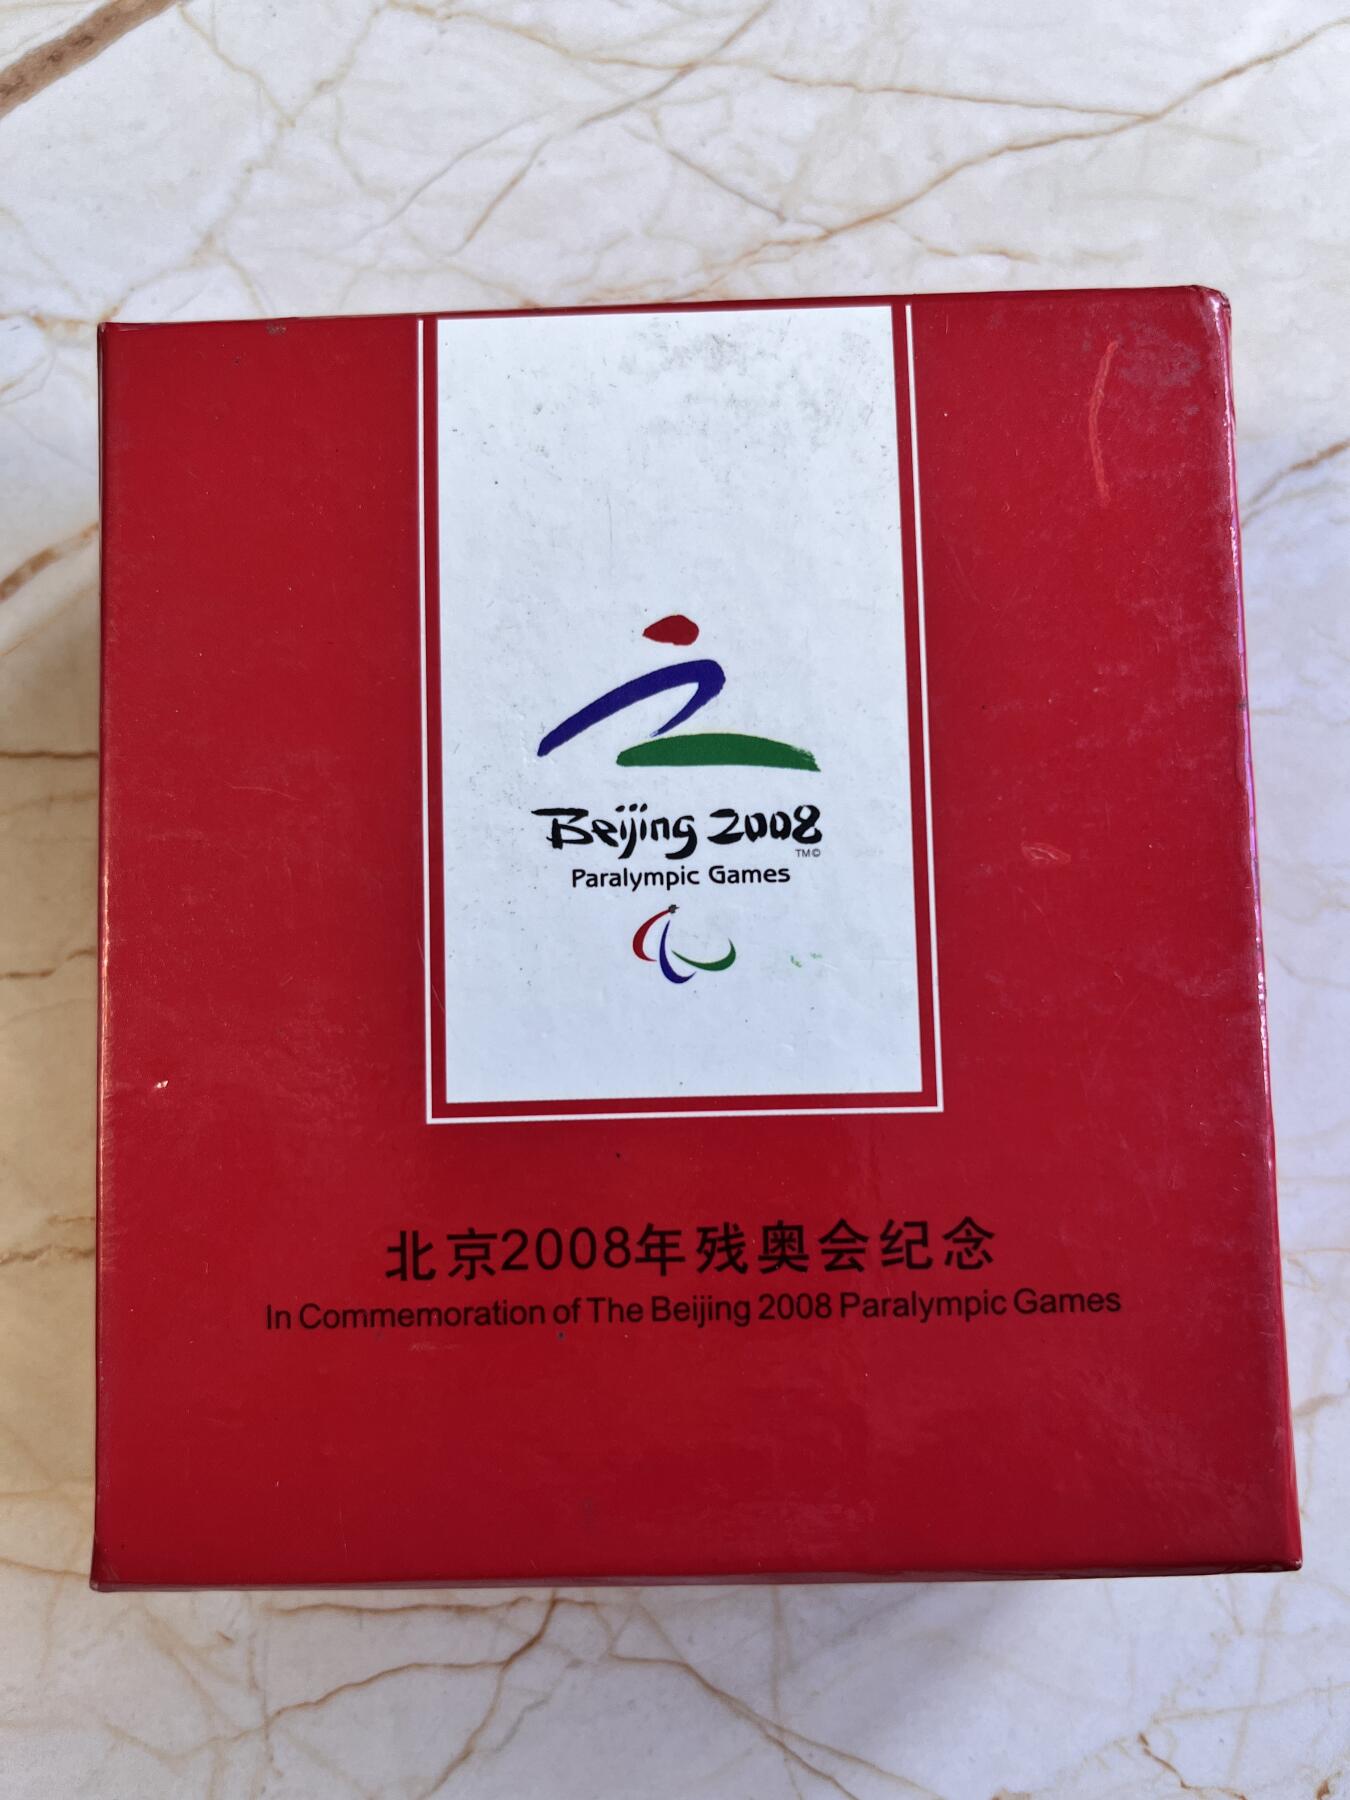 Beijing 2008
TM©
Paralympic Games
北京2008年残奥会纪念
In Commemoration of The Beijing 2008 Paralympic Games